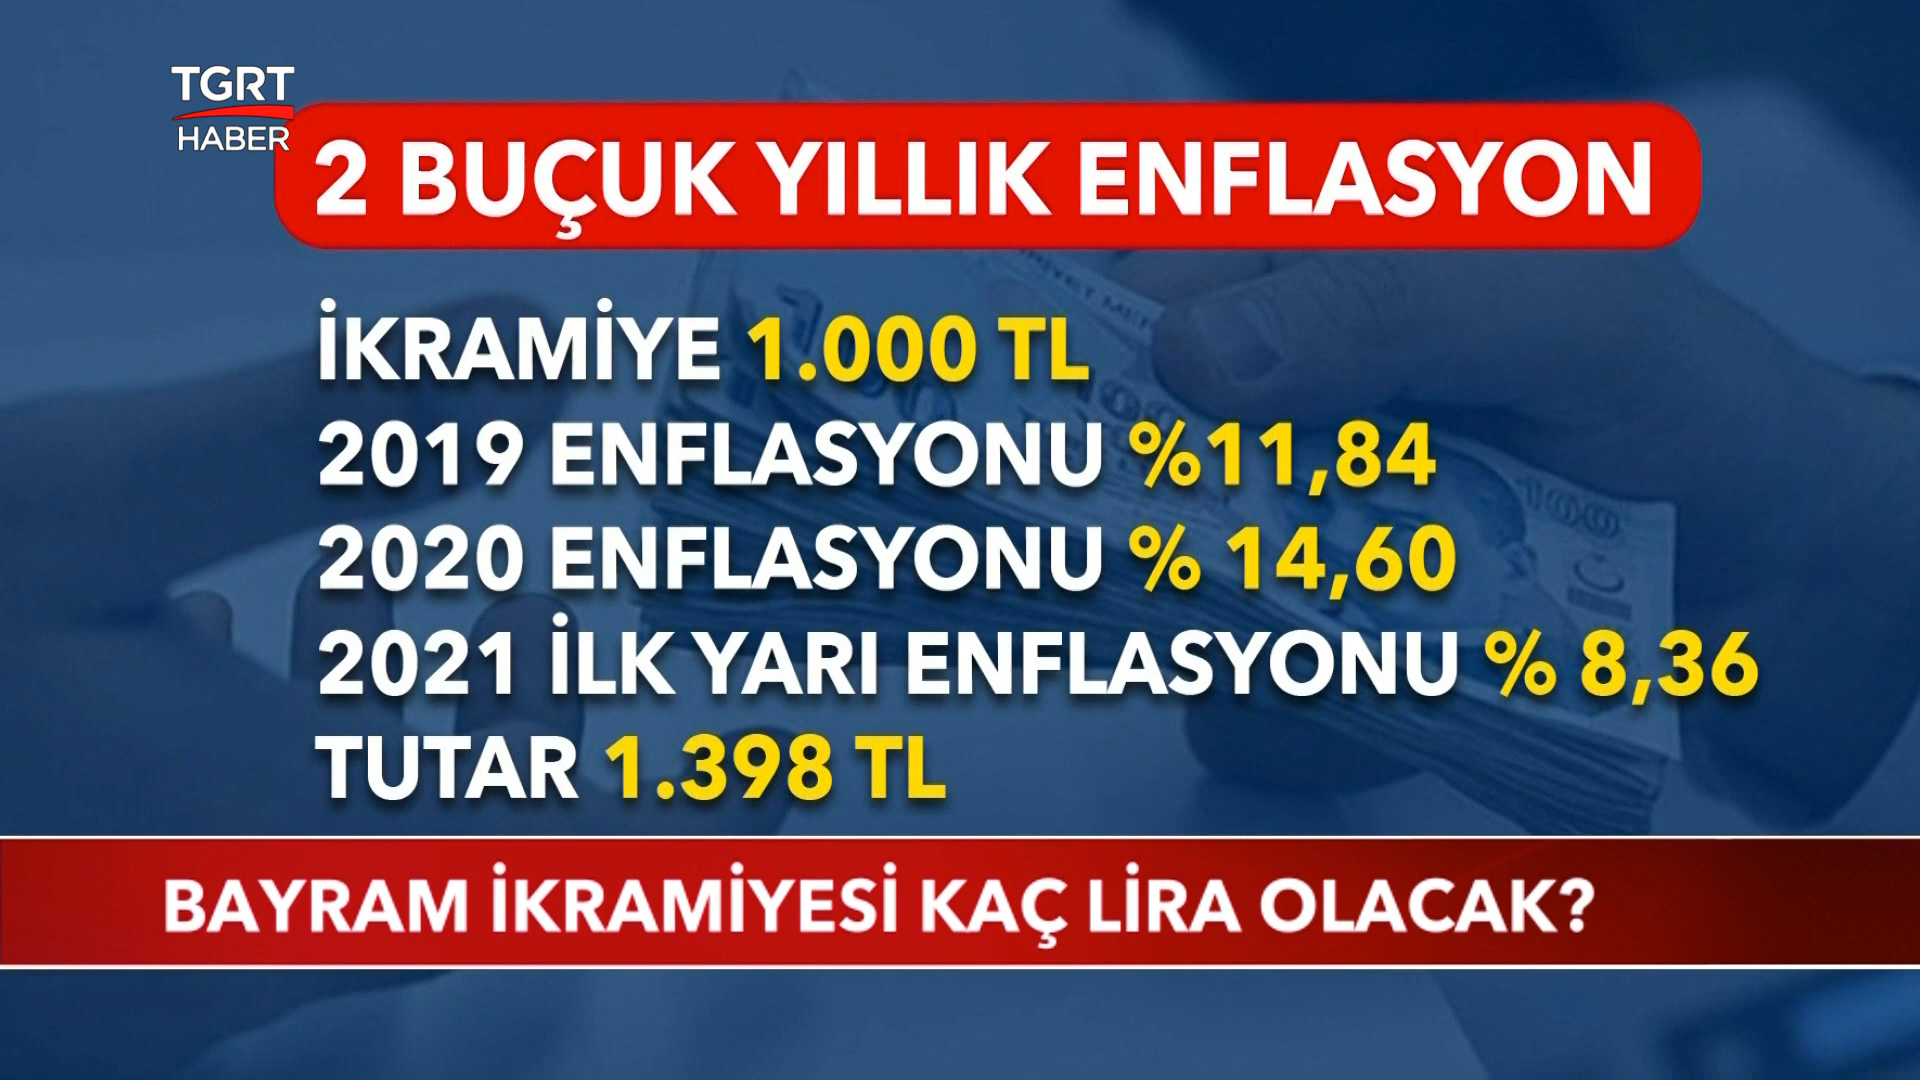 TGRT
HABER
2 BUÇUK YILLIK ENFLASYON
İKRAMİYE 1.000 TL
2019 ENFLASYONU %11,84
2020 ENFLASYONU % 14,60
2021 İLK YARI ENFLASYONU % 8,36
TUTAR 1.398 TL
BAYRAM İKRAMİYESİ KAÇ LİRA OLACAK?